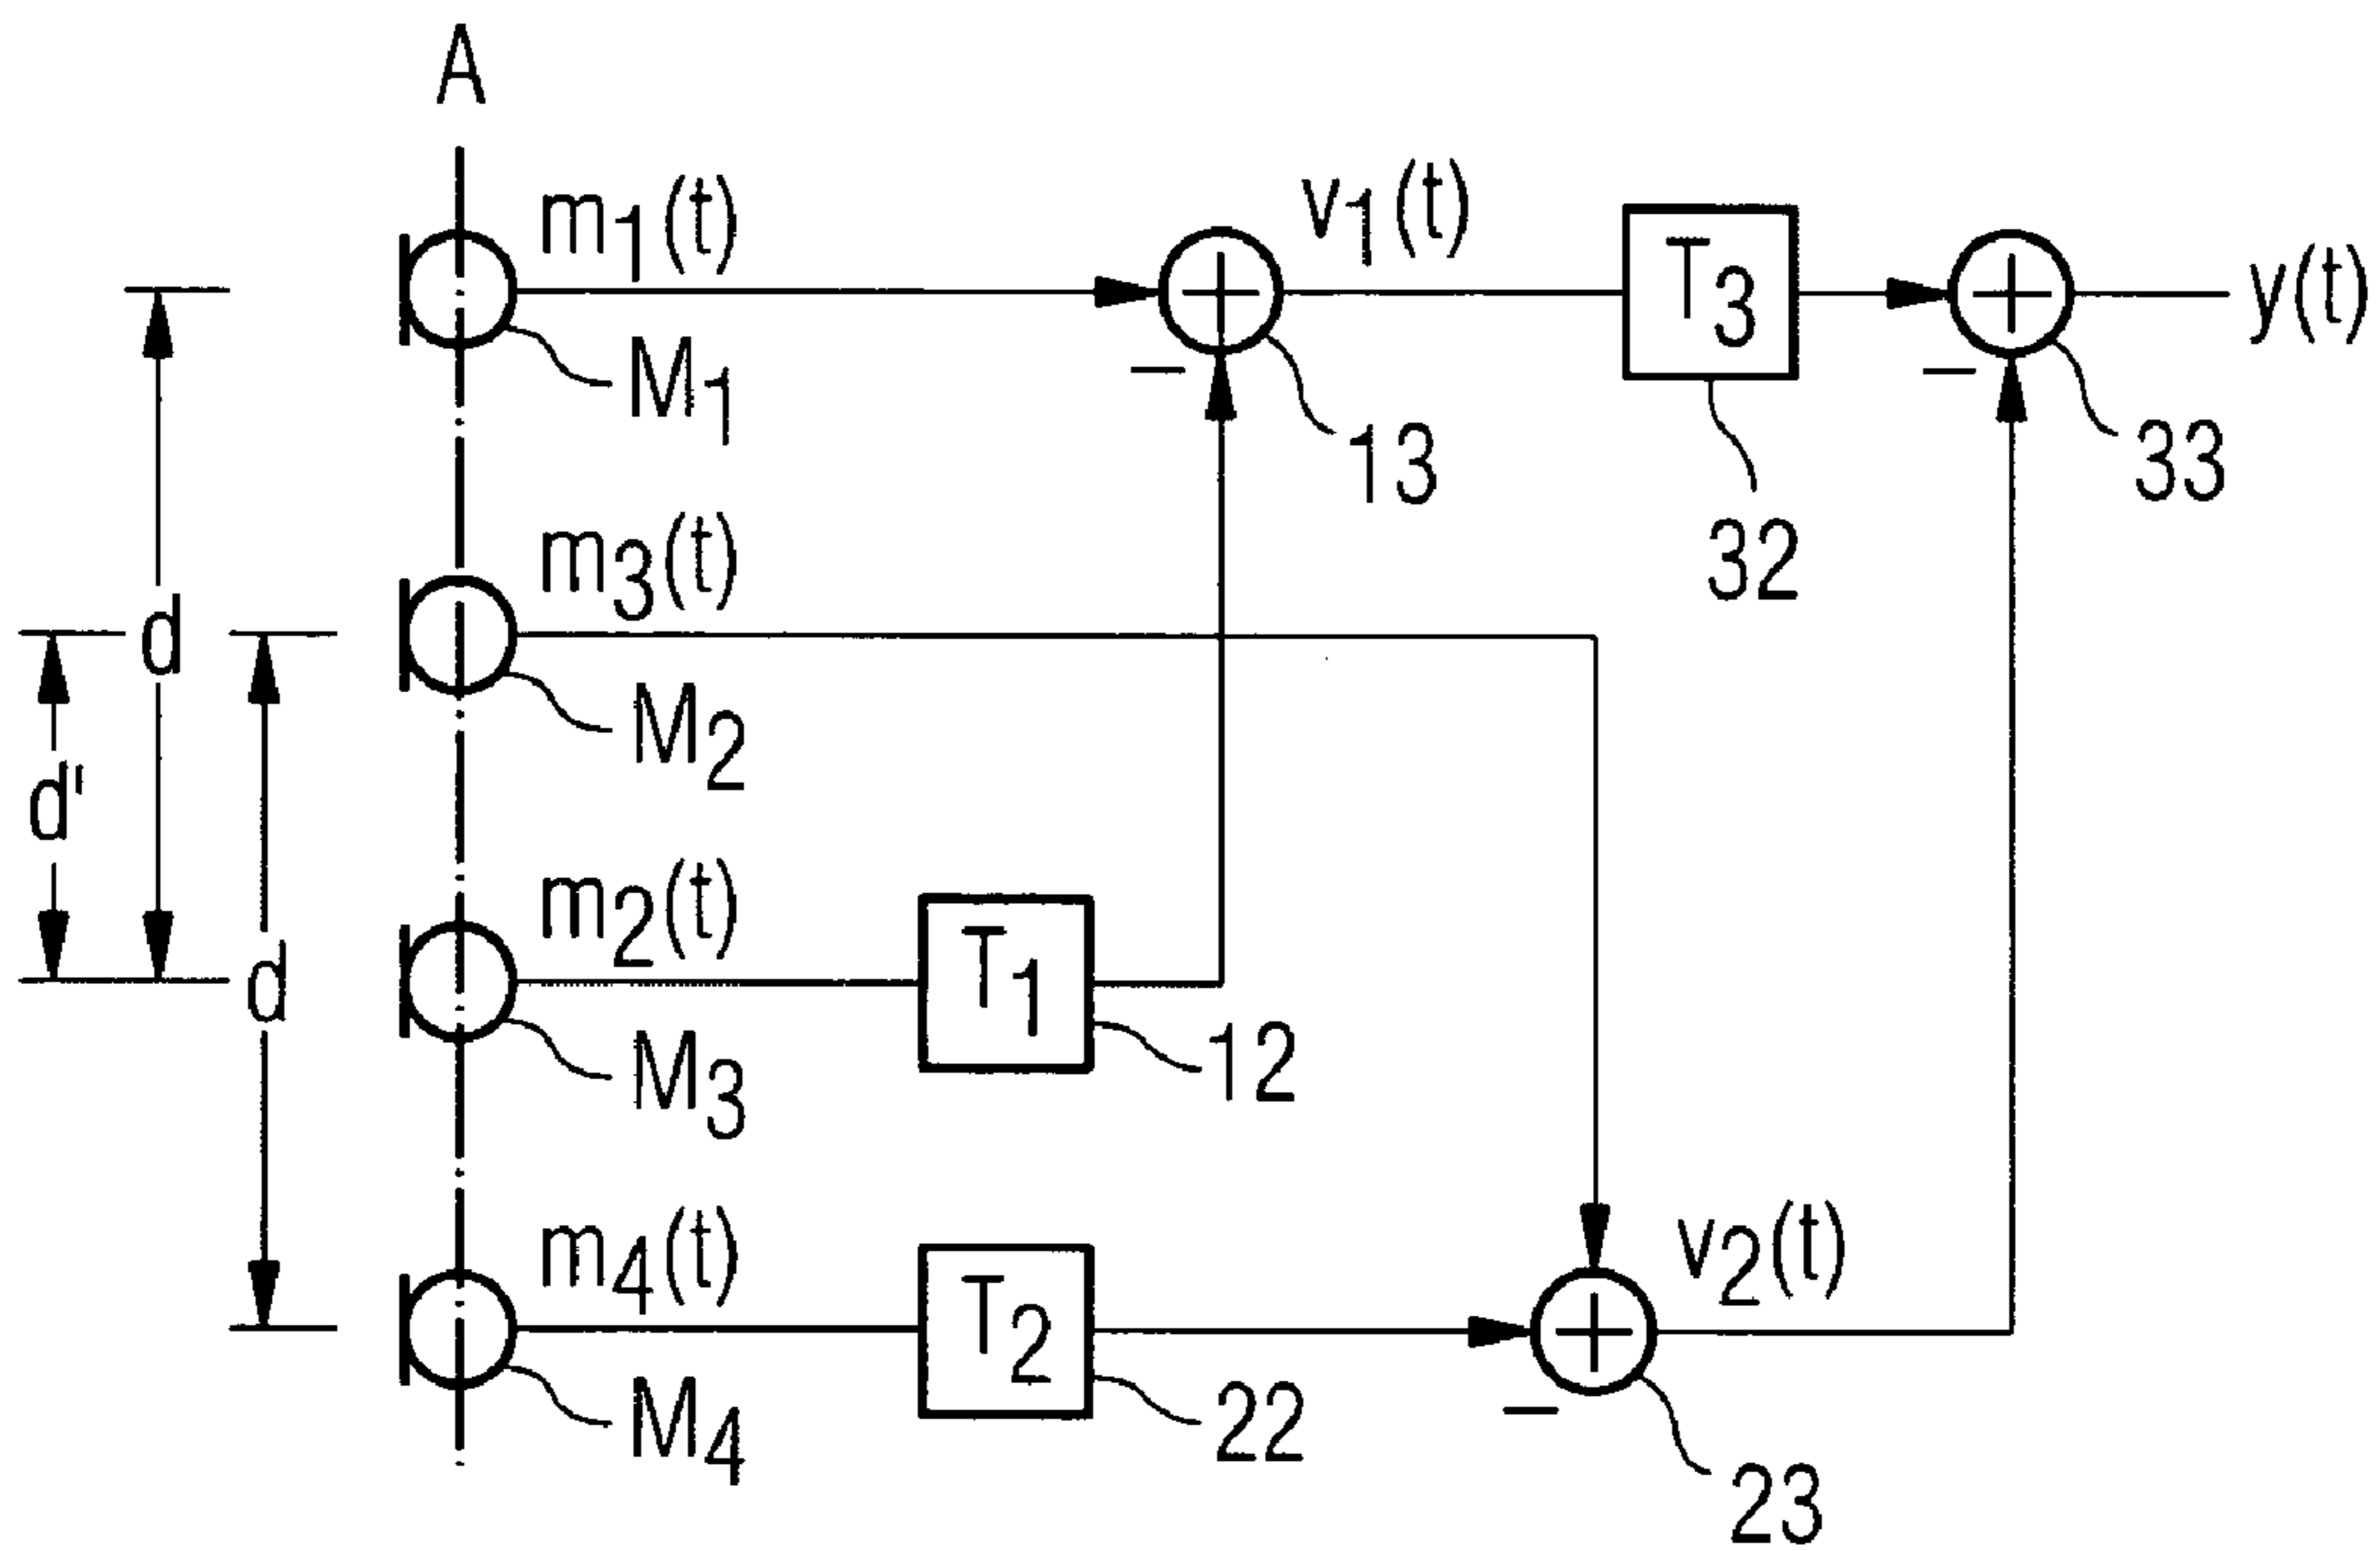 A
m1(t)
v1(t)
T3
y(t)
M1
13
33
32
m3(t)
d
M2
d'
m2(t)
T1
d
M3
12
m4(t)
v2(t)
T2
M4
22
23